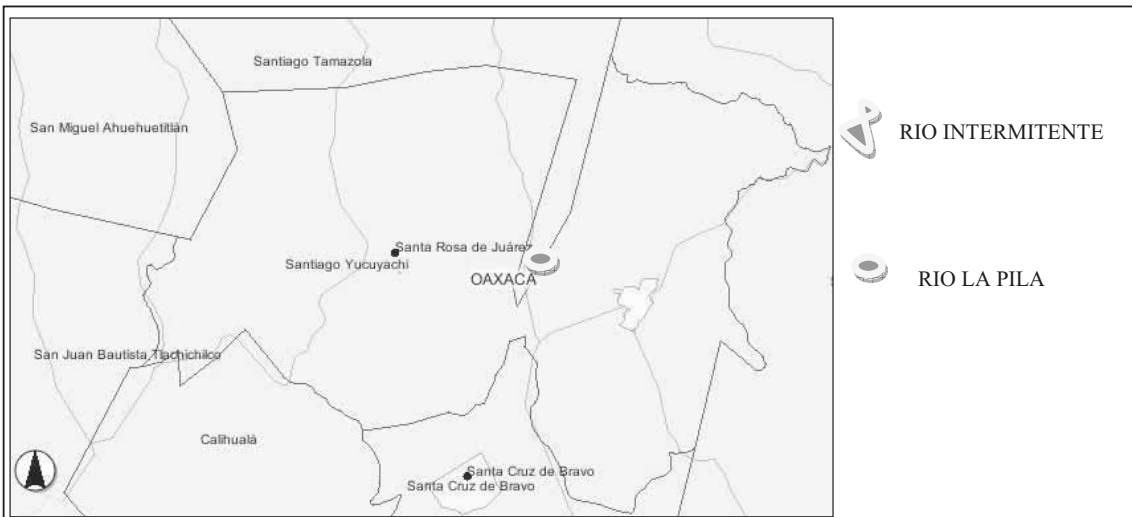 Santiago Tamazola
San Miguel Ahuehuetitlán
RIO INTERMITENTE
Santa Rosa de Juárez
Santiago Yucuyachi
OAXACA
RIO LA PILA
San Juan Bautista Tlachichilco
Calihualá
Santa Cruz de Bravo
Santa Cruz de Bravo